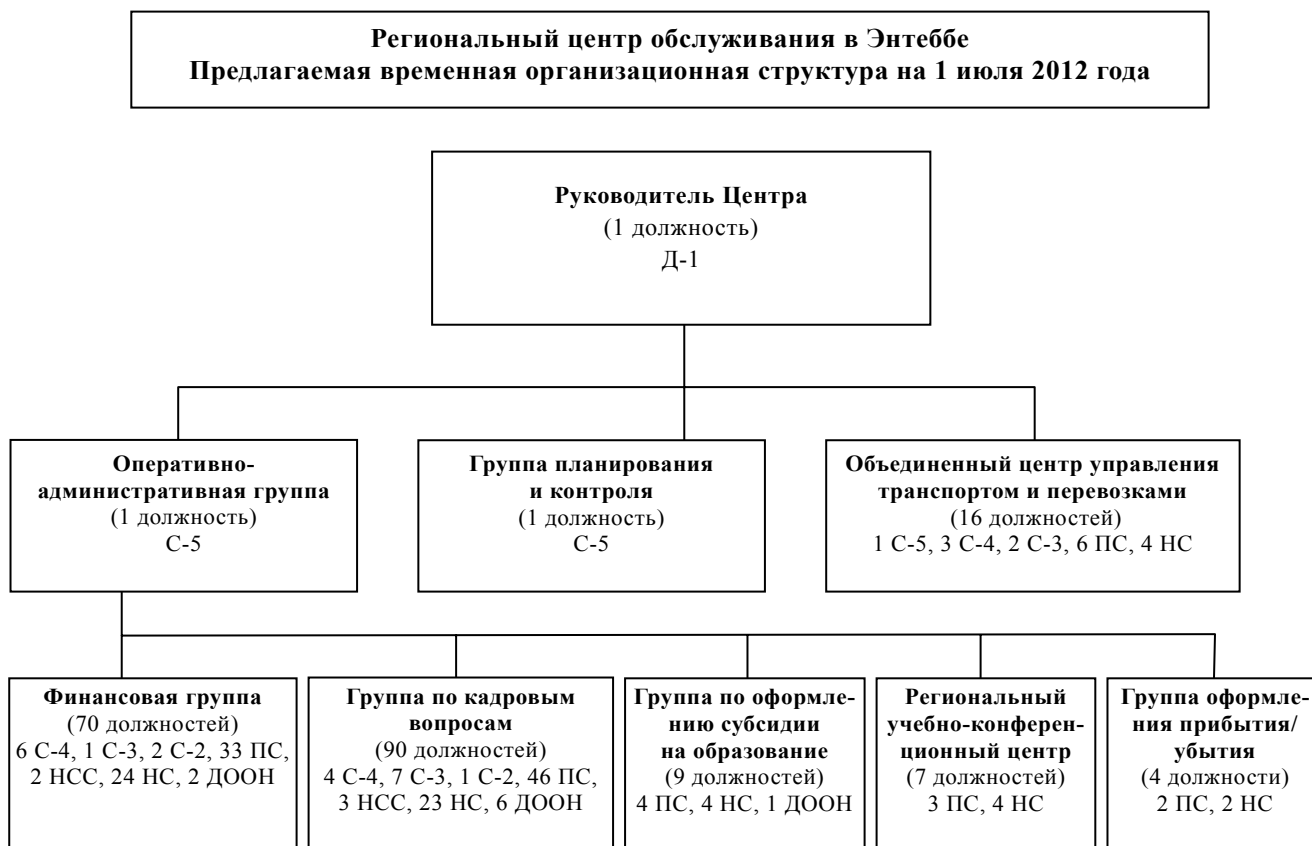 Региональный центр обслуживания в Энтеббе
Предлагаемая временная организационная структура на 1 июля 2012 года
Руководитель Центра
(1 должность)
Д-1
Оперативно-
административная группа
(1 должность)
С-5
Группа планирования
и контроля
(1 должность)
С-5
Объединенный центр управления
транспортом и перевозками
(16 должностей)
1 С-5, 3 С-4, 2 С-3, 6 ПС, 4 НС
Финансовая группа
(70 должностей)
6 С-4, 1 С-3, 2 С-2, 33 ПС,
2 НСС, 24 НС, 2 ДООН
Группа по кадровым
вопросам
(90 должностей)
4 С-4, 7 С-3, 1 С-2, 46 ПС,
3 НСС, 23 НС, 6 ДООН
Группа по оформле-
нию субсидии
на образование
(9 должностей)
4 ПС, 4 НС, 1 ДООН
Региональный
учебно-конферен-
ционный центр
(7 должностей)
3 ПС, 4 НС
Группа оформле-
ния прибытия/
убытия
(4 должности)
2 ПС, 2 НС